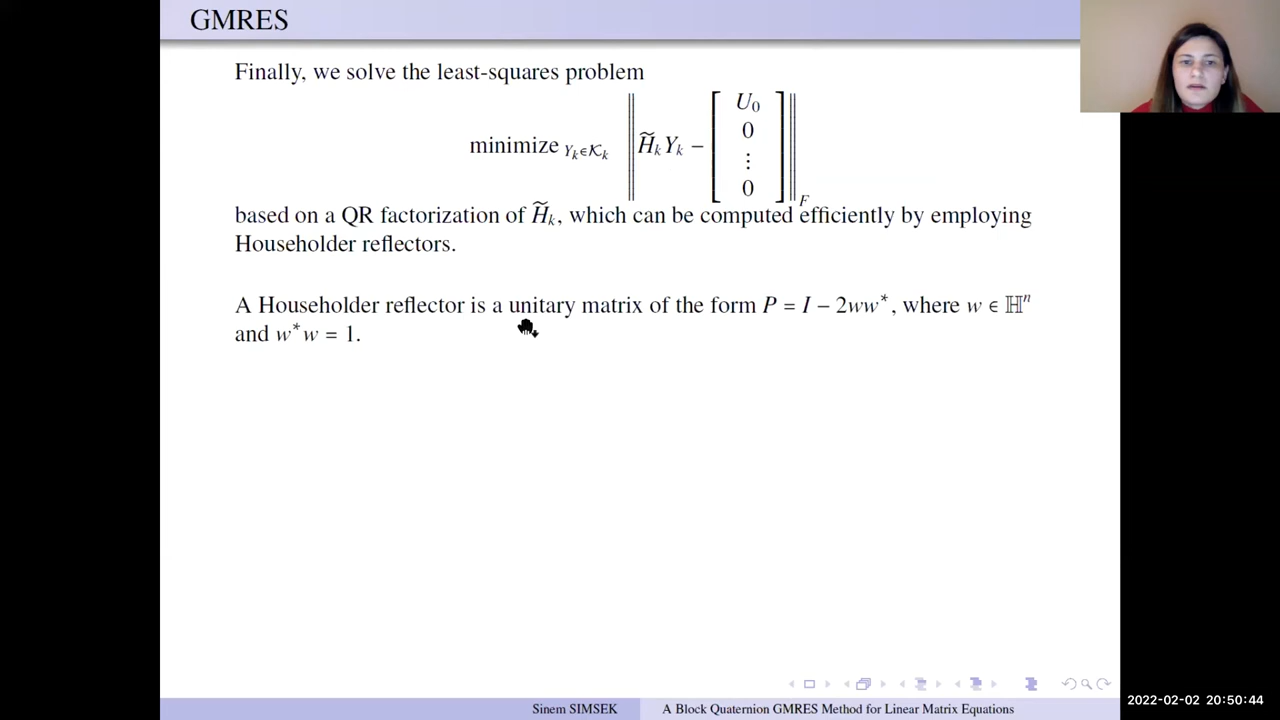 GMRES
Finally, we solve the least-squares problem
minimize Y_k∈𝒦_k ‖ H̃_k Y_k − [ U_0 0 ⋮ 0 ] ‖_F
based on a QR factorization of H̃_k, which can be computed efficiently by employing
Householder reflectors.
A Householder reflector is a unitary matrix of the form P = I − 2ww*, where w ∈ ℍⁿ
and w*w = 1.
Sinem SIMSEK A Block Quaternion GMRES Method for Linear Matrix Equations
2022-02-02 20:50:44